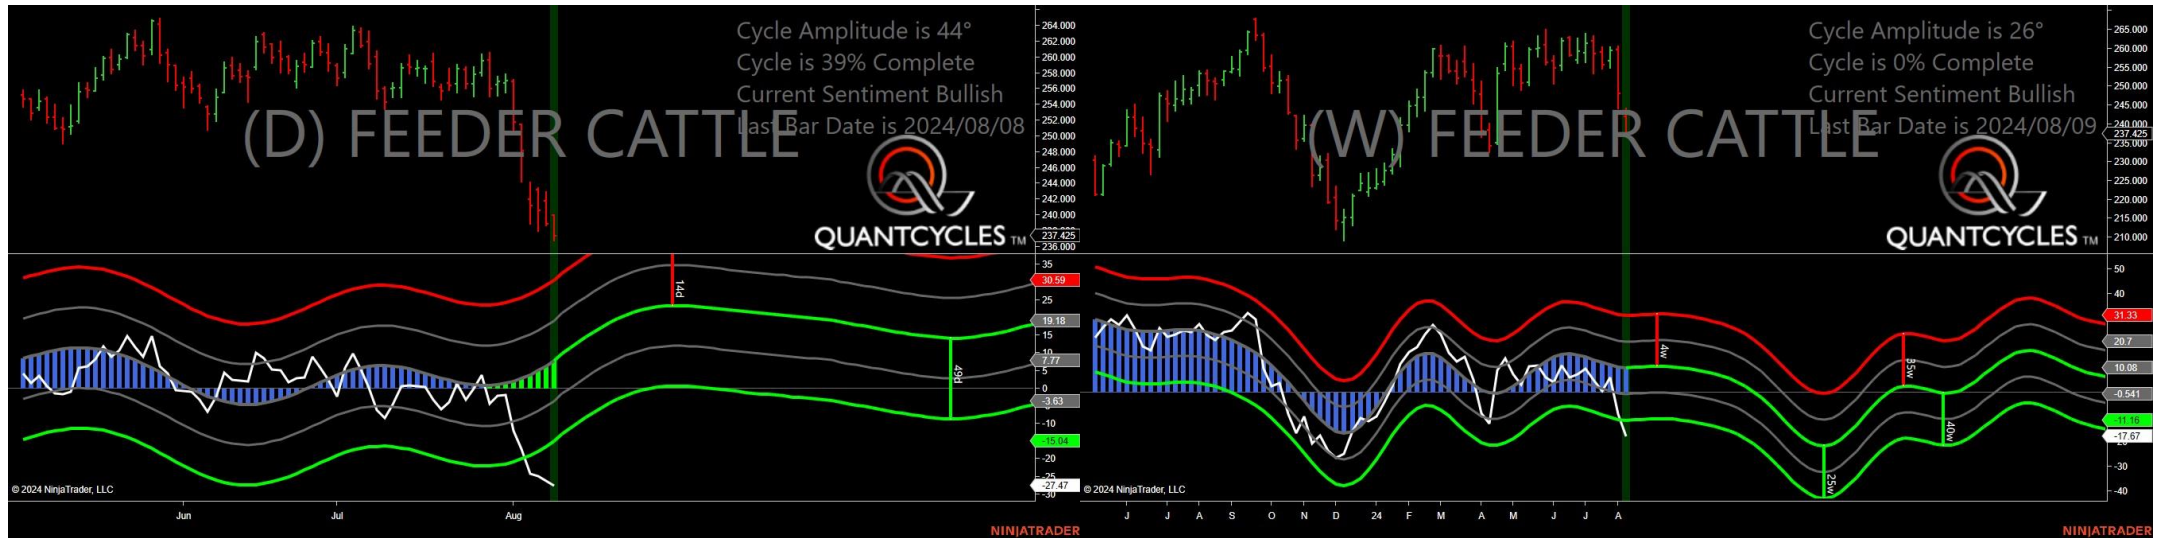 Cycle Amplitude is 44°
Cycle is 39% Complete
Current Sentiment Bullish
Last Bar Date is 2024/08/08
(D) FEEDER CATTLE
QUANTCYCLES TM
264.000
262.000
260.000
258.000
256.000
254.000
252.000
250.000
248.000
246.000
244.000
242.000
240.000
237.425
236.000
35
30.59
25
19.18
15
10
7.77
5
0
-3.63
-10
-15.04
-20
-27.47
-30
14d
49d
© 2024 NinjaTrader, LLC
Jun
Jul
Aug
NINJATRADER
Cycle Amplitude is 26°
Cycle is 0% Complete
Current Sentiment Bullish
Last Bar Date is 2024/08/09
(W) FEEDER CATTLE
QUANTCYCLES TM
265.000
260.000
255.000
250.000
245.000
240.000
237.425
235.000
230.000
225.000
220.000
215.000
210.000
50
40
31.33
20.7
10.08
-0.541
-11.16
-17.67
-30
-40
4w
25w
35w
40w
© 2024 NinjaTrader, LLC
J J A S O N D 24 F M A M J J A
NINJATRADER